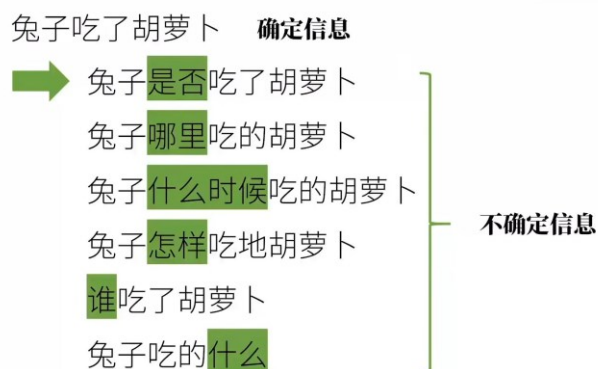 兔子吃了胡萝卜 确定信息
兔子是否吃了胡萝卜
兔子哪里吃的胡萝卜
兔子什么时候吃的胡萝卜
不确定信息
兔子怎样吃地胡萝卜
谁吃了胡萝卜
兔子吃的什么